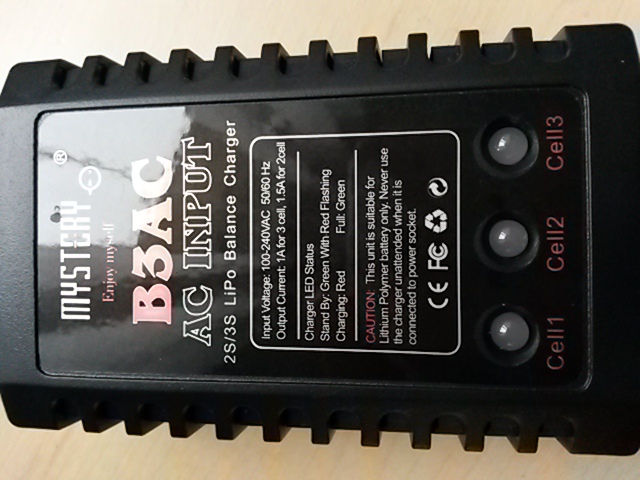 MYSTERY ®
Enjoy myself
B3AC
AC INPUT
2S/3S LiPo Balance Charger
Input Voltage: 100-240VAC 50/60 Hz
Output Current: 1A for 3 cell, 1.5A for 2cell
Charger LED Status
Stand By: Green With Red Flashing
Charging: Red Full: Green
CAUTION: This unit is suitable for
Lithium Polymer battery only. Never use
the charger unattended when it is
connected to power socket.
CE FC
Cell1 Cell2 Cell3